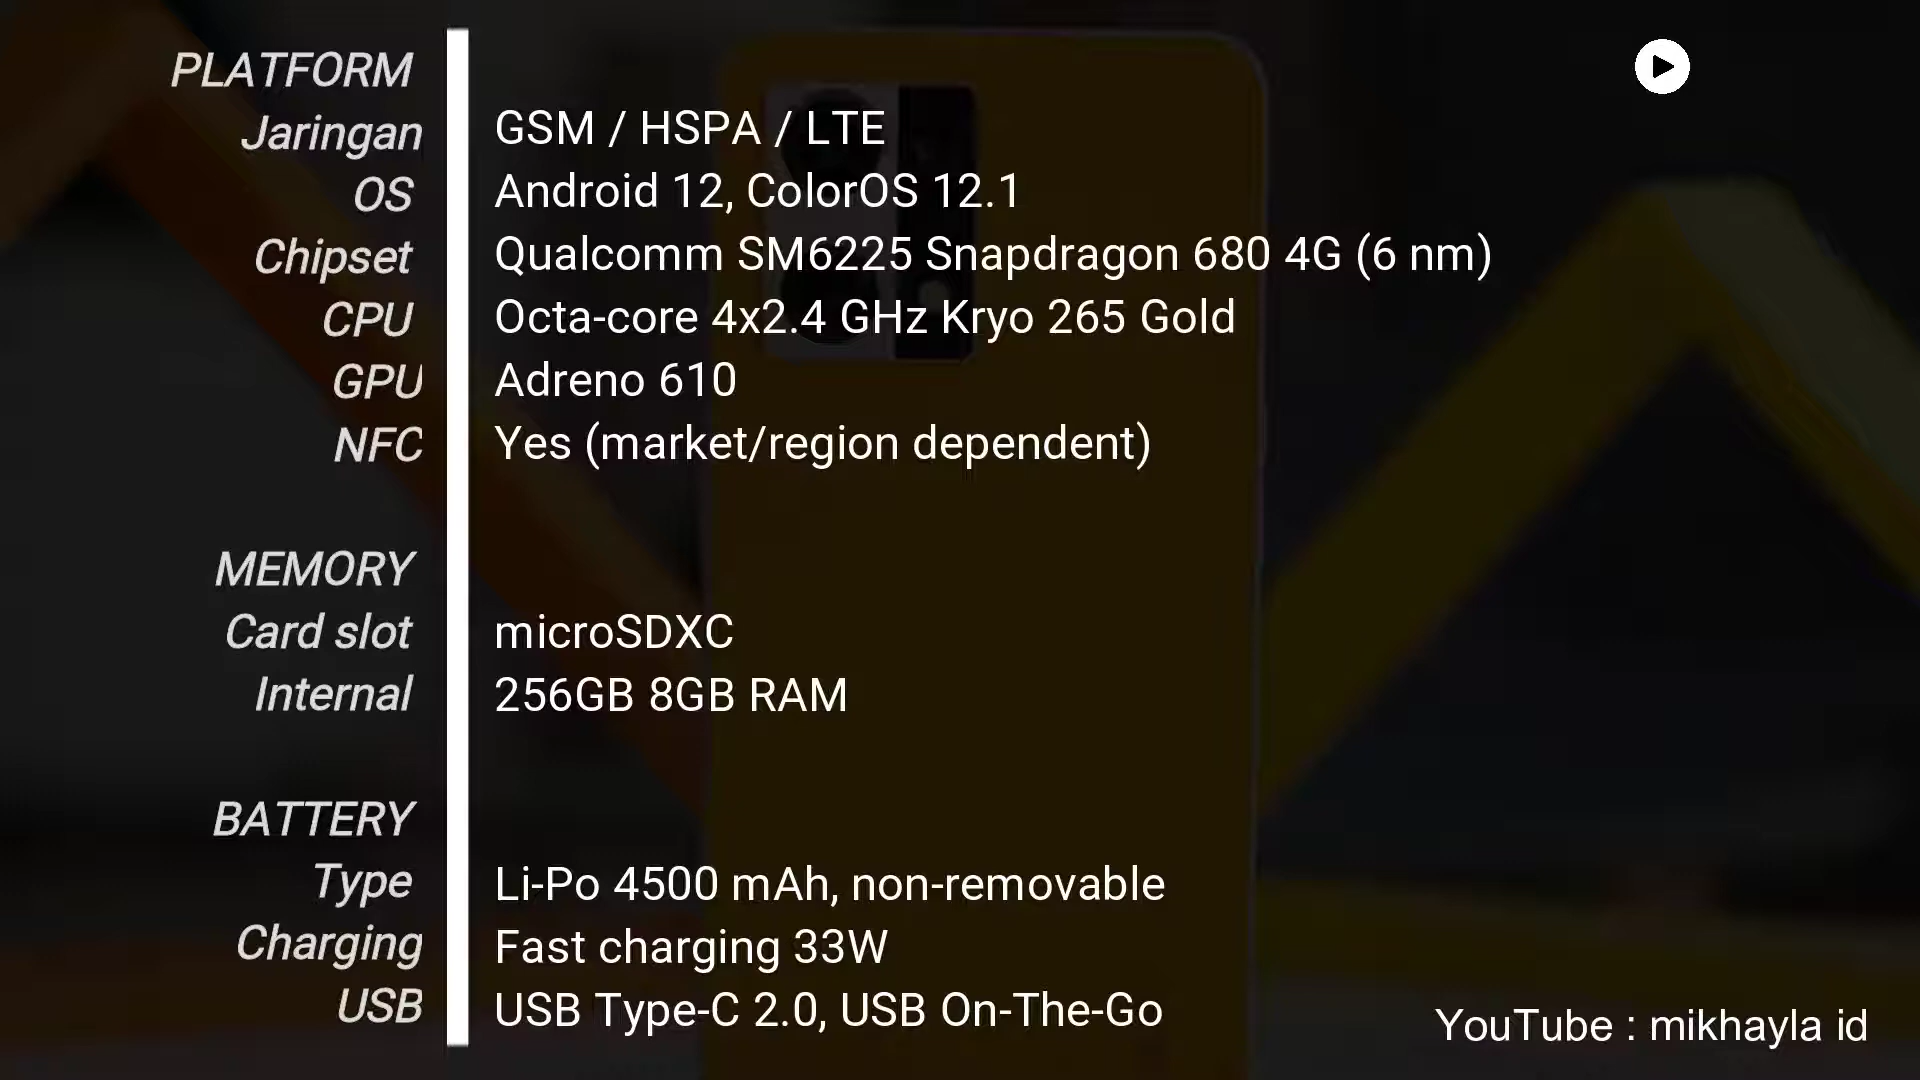 PLATFORM
Jaringan GSM / HSPA / LTE
OS Android 12, ColorOS 12.1
Chipset Qualcomm SM6225 Snapdragon 680 4G (6 nm)
CPU Octa-core 4x2.4 GHz Kryo 265 Gold
GPU Adreno 610
NFC Yes (market/region dependent)
MEMORY
Card slot microSDXC
Internal 256GB 8GB RAM
BATTERY
Type Li-Po 4500 mAh, non-removable
Charging Fast charging 33W
USB USB Type-C 2.0, USB On-The-Go
YouTube : mikhayla id